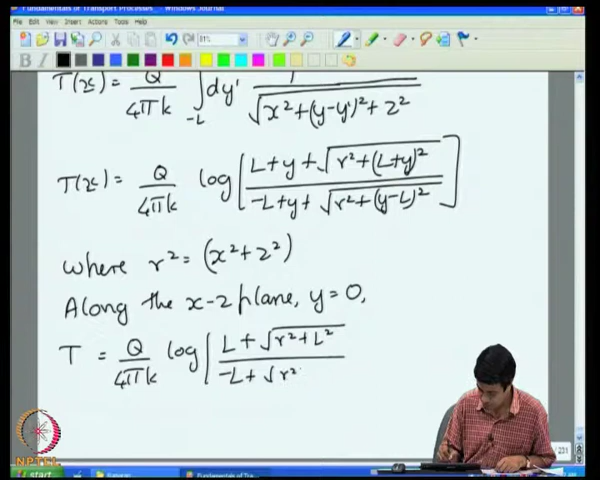 Fundamentals of Transport Processes - Windows Journal
File Edit View Insert Actions Tools Help
81%
B I
T(x) = Q/4πk ∫_{-L} dy' 1/√(x²+(y-y')²+z²)
T(x) = Q/4πk log[(L+y+√(r²+(L+y)²))/(-L+y+√(r²+(y-L)²))]
where r² = (x²+z²)
Along the x-z plane, y=0,
T = Q/4πk log[(L+√(r²+L²))/(-L+√r²
NPTEL
start
Fundamentals of Tra...